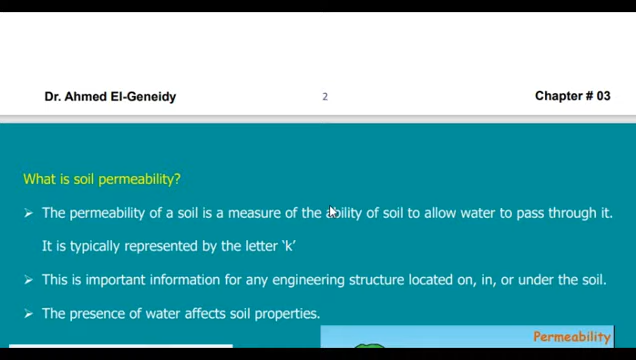 Dr. Ahmed El-Geneidy 2 Chapter # 03
What is soil permeability?
➢ The permeability of a soil is a measure of the ability of soil to allow water to pass through it.
It is typically represented by the letter ‘k’
➢ This is important information for any engineering structure located on, in, or under the soil.
➢ The presence of water affects soil properties.
Permeability